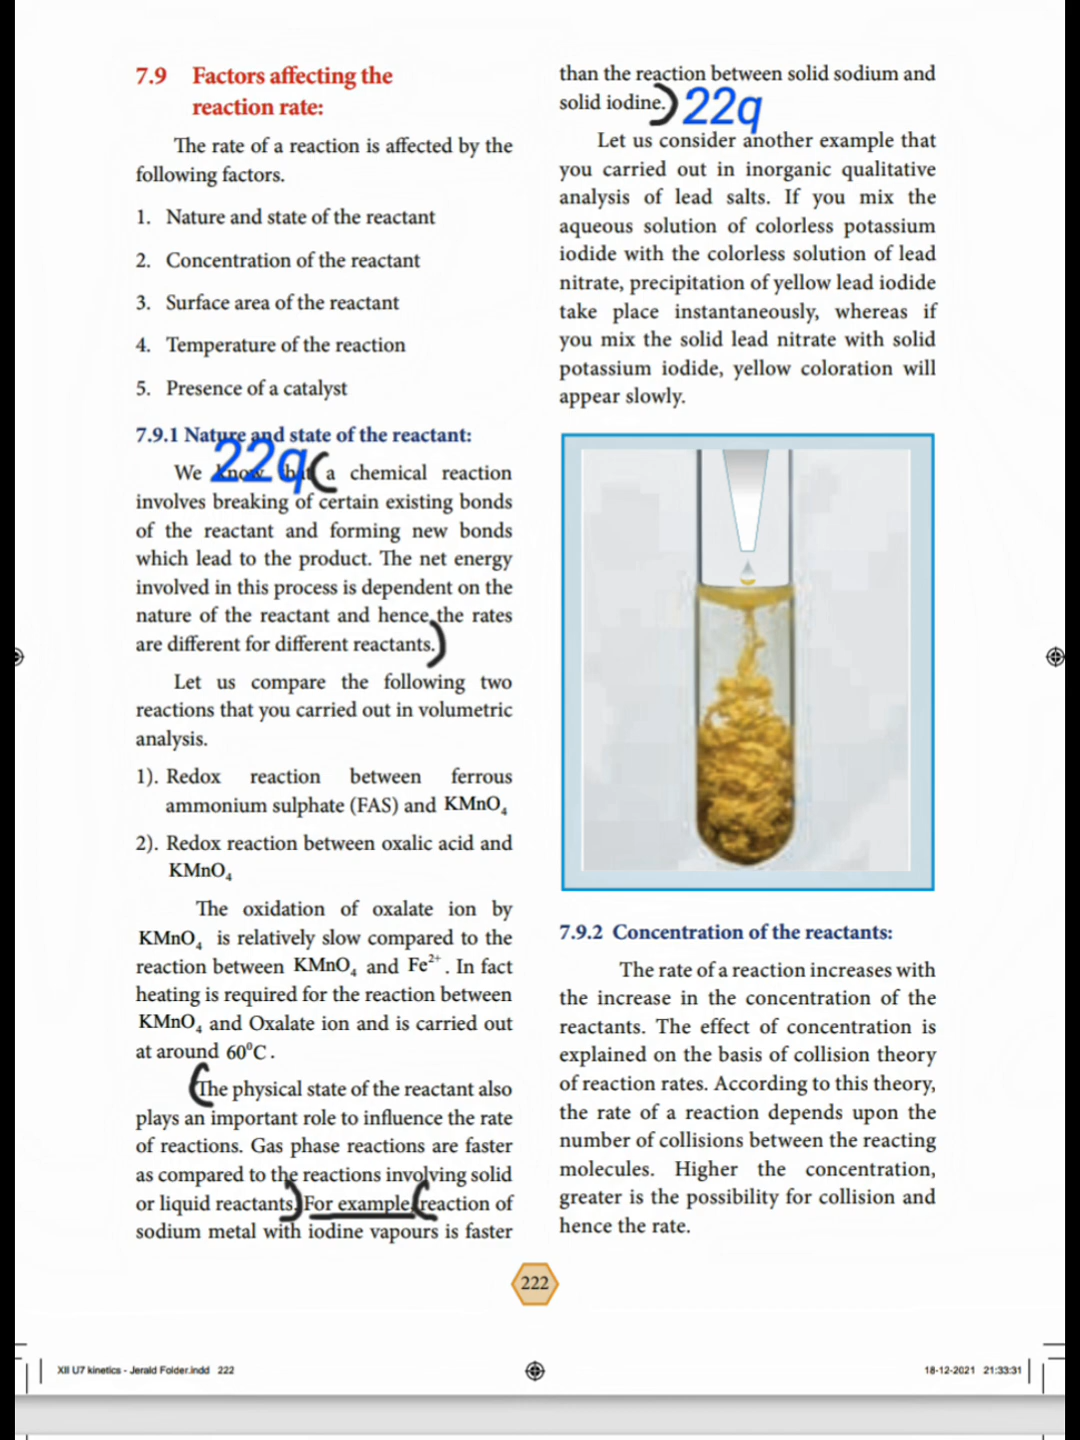 7.9 Factors affecting the
reaction rate:
The rate of a reaction is affected by the
following factors.
1. Nature and state of the reactant
2. Concentration of the reactant
3. Surface area of the reactant
4. Temperature of the reaction
5. Presence of a catalyst
7.9.1 Nature and state of the reactant:
22q(
We know that a chemical reaction
involves breaking of certain existing bonds
of the reactant and forming new bonds
which lead to the product. The net energy
involved in this process is dependent on the
nature of the reactant and hence the rates
are different for different reactants.)
Let us compare the following two
reactions that you carried out in volumetric
analysis.
1). Redox reaction between ferrous
ammonium sulphate (FAS) and KMnO₄
2). Redox reaction between oxalic acid and
KMnO₄
The oxidation of oxalate ion by
KMnO₄ is relatively slow compared to the
reaction between KMnO₄ and Fe²⁺. In fact
heating is required for the reaction between
KMnO₄ and Oxalate ion and is carried out
at around 60⁰C.
(The physical state of the reactant also
plays an important role to influence the rate
of reactions. Gas phase reactions are faster
as compared to the reactions involving solid
or liquid reactants.) For example (reaction of
sodium metal with iodine vapours is faster
than the reaction between solid sodium and
solid iodine.) 22q
Let us consider another example that
you carried out in inorganic qualitative
analysis of lead salts. If you mix the
aqueous solution of colorless potassium
iodide with the colorless solution of lead
nitrate, precipitation of yellow lead iodide
take place instantaneously, whereas if
you mix the solid lead nitrate with solid
potassium iodide, yellow coloration will
appear slowly.
7.9.2 Concentration of the reactants:
The rate of a reaction increases with
the increase in the concentration of the
reactants. The effect of concentration is
explained on the basis of collision theory
of reaction rates. According to this theory,
the rate of a reaction depends upon the
number of collisions between the reacting
molecules. Higher the concentration,
greater is the possibility for collision and
hence the rate.
222
XII U7 kinetics - Jerald Folder.indd 222
18-12-2021 21:33:31